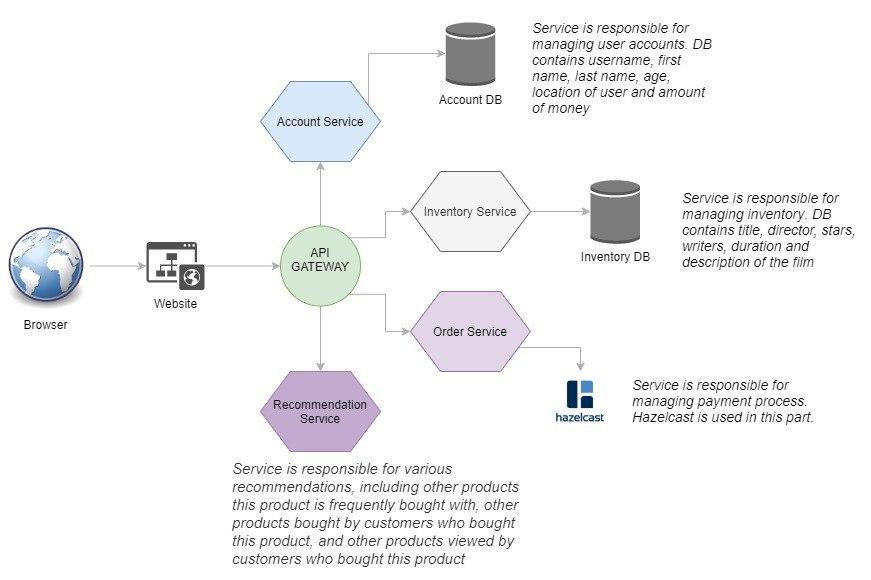 Service is responsible for
managing user accounts. DB
contains username, first
name, last name, age,
location of user and amount
of money
Account DB
Account Service
Inventory Service
Service is responsible for
managing inventory. DB
contains title, director, stars,
writers, duration and
description of the film
Inventory DB
API
GATEWAY
Website
Browser
Order Service
hazelcast
Service is responsible for
managing payment process.
Hazelcast is used in this part.
Recommendation
Service
Service is responsible for various
recommendations, including other products
this product is frequently bought with, other
products bought by customers who bought
this product, and other products viewed by
customers who bought this product